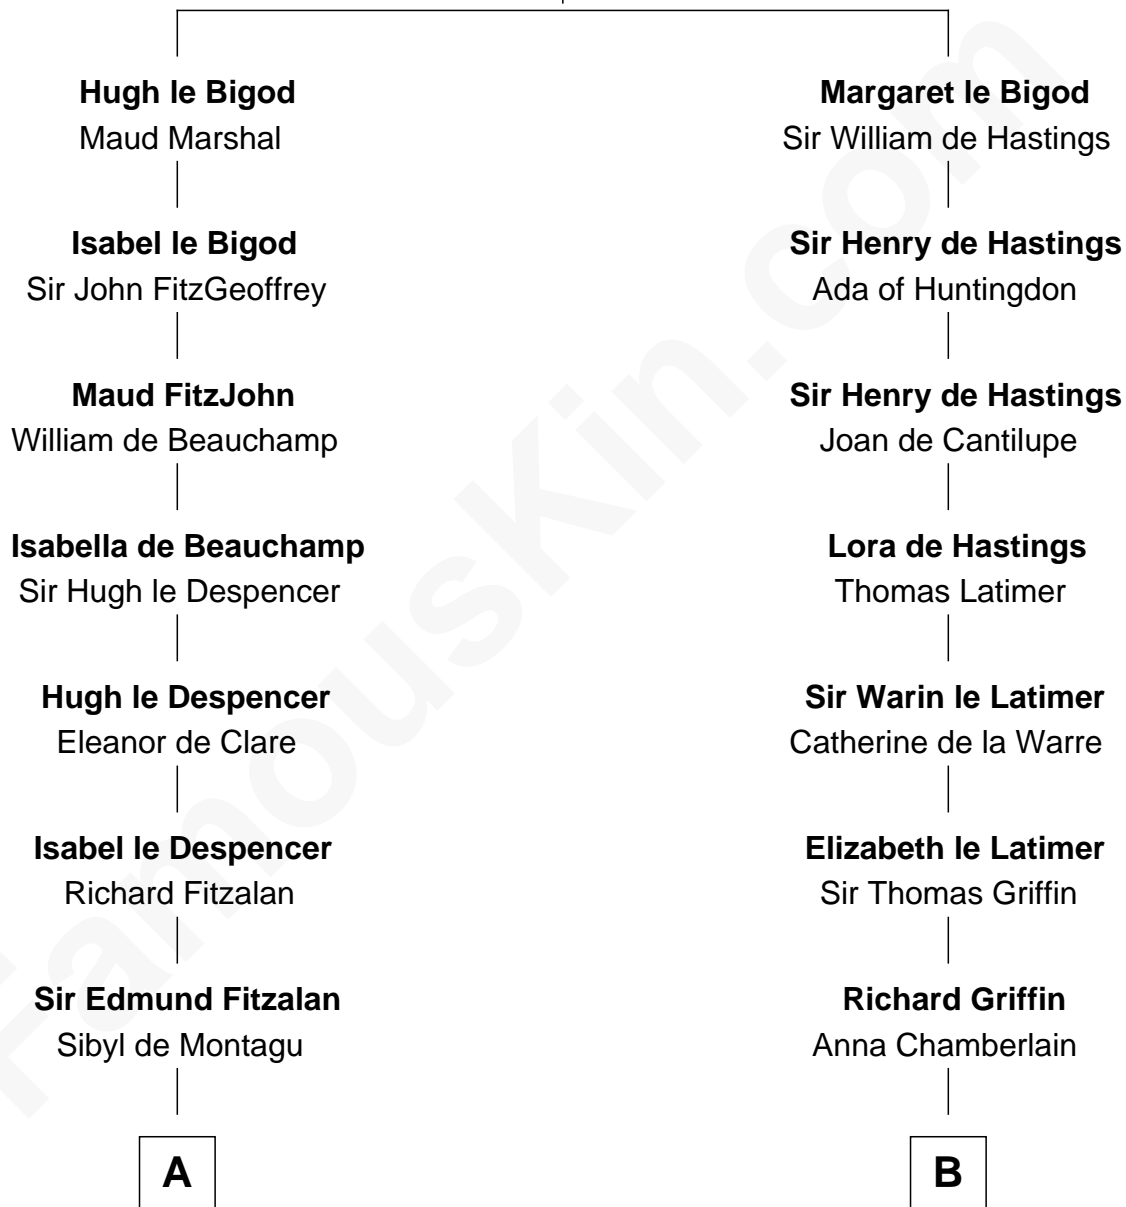 Hugh le Bigod
Maud Marshal
Isabel le Bigod
Sir John FitzGeoffrey
Maud FitzJohn
William de Beauchamp
Isabella de Beauchamp
Sir Hugh le Despencer
Hugh le Despencer
Eleanor de Clare
Isabel le Despencer
Richard Fitzalan
Sir Edmund Fitzalan
Sibyl de Montagu
A
Margaret le Bigod
Sir William de Hastings
Sir Henry de Hastings
Ada of Huntingdon
Sir Henry de Hastings
Joan de Cantilupe
Lora de Hastings
Thomas Latimer
Sir Warin le Latimer
Catherine de la Warre
Elizabeth le Latimer
Sir Thomas Griffin
Richard Griffin
Anna Chamberlain
B
FamousKin.com